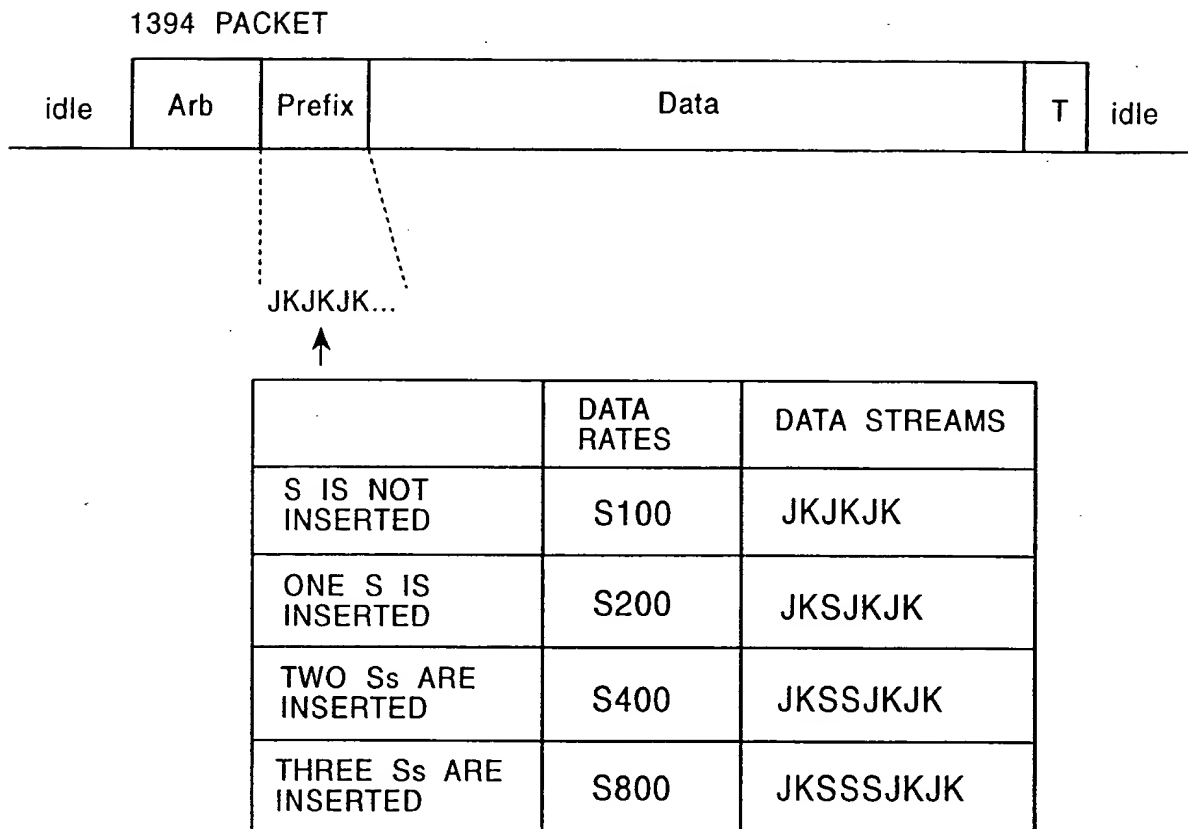 1394 PACKET
idle Arb Prefix Data T idle
JKJKJK...
DATA RATES DATA STREAMS
S IS NOT INSERTED S100 JKJKJK
ONE S IS INSERTED S200 JKSJKJK
TWO Ss ARE INSERTED S400 JKSSJKJK
THREE Ss ARE INSERTED S800 JKSSSJKJK